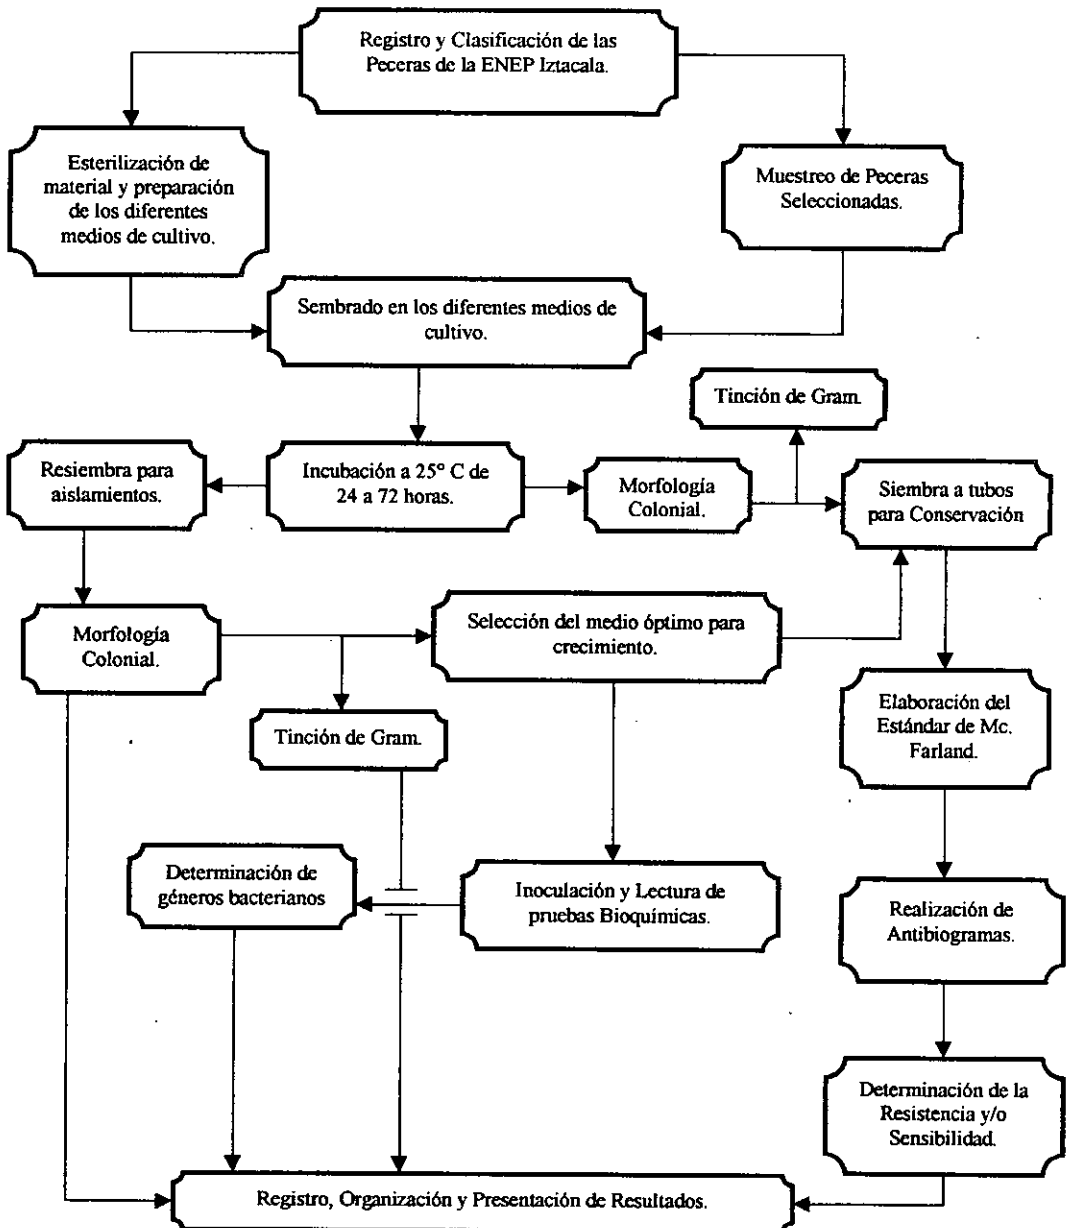 Registro y Clasificación de las
Peceras de la ENEP Iztacala.
Esterilización de
material y preparación
de los diferentes
medios de cultivo.
Muestreo de Peceras
Seleccionadas.
Sembrado en los diferentes medios de
cultivo.
Tinción de Gram.
Resiembra para
aislamientos.
Incubación a 25° C de
24 a 72 horas.
Morfología
Colonial.
Siembra a tubos
para Conservación
Morfología
Colonial.
Selección del medio óptimo para
crecimiento.
Tinción de Gram.
Elaboración del
Estándar de Mc.
Farland.
Determinación de
géneros bacterianos
Inoculación y Lectura de
pruebas Bioquímicas.
Realización de
Antibiogramas.
Determinación de la
Resistencia y/o
Sensibilidad.
Registro, Organización y Presentación de Resultados.